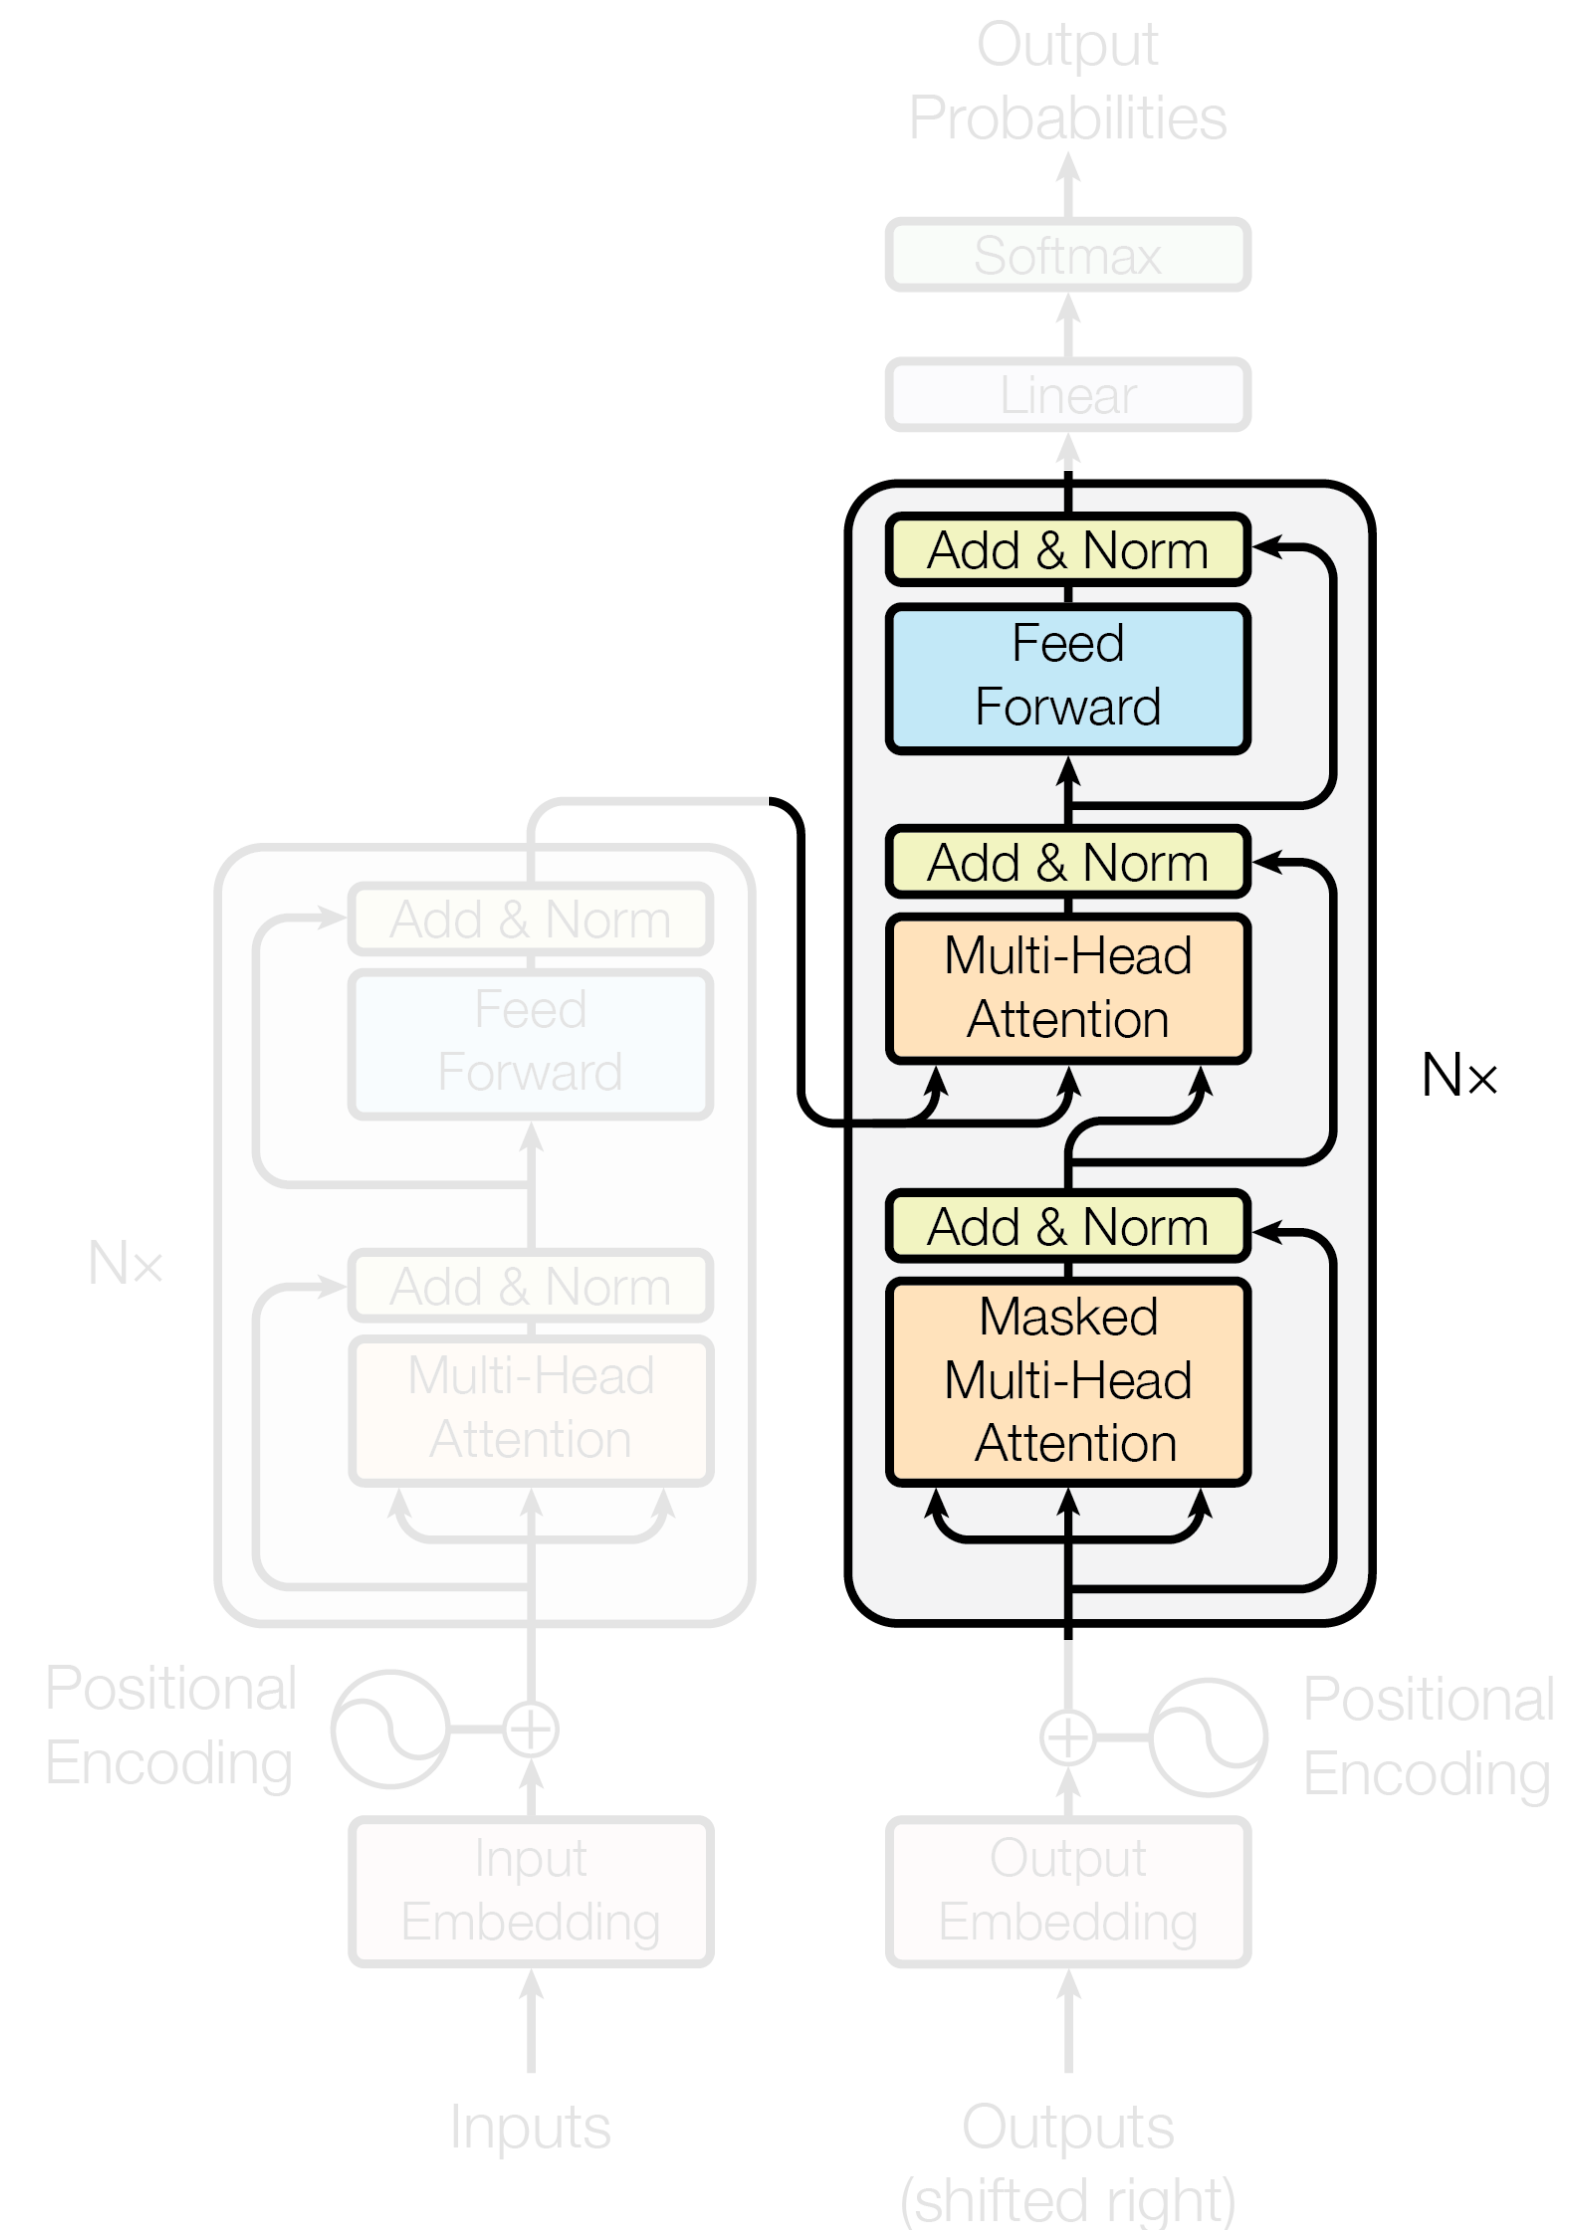 Output
Probabilities
Softmax
Linear
Add & Norm
Feed
Forward
Add & Norm
Multi-Head
Attention
N×
Add & Norm
Masked
Multi-Head
Attention
Add & Norm
Feed
Forward
N×
Add & Norm
Multi-Head
Attention
Positional
Encoding
Positional
Encoding
Input
Embedding
Output
Embedding
Inputs
Outputs
(shifted right)